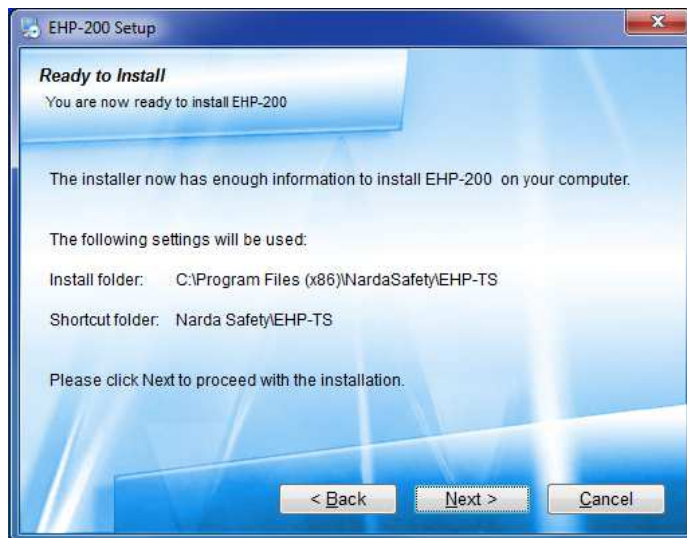 EHP-200 Setup
Ready to Install
You are now ready to install EHP-200
The installer now has enough information to install EHP-200 on your computer.
The following settings will be used:
Install folder: C:\Program Files (x86)\NardaSafety\EHP-TS
Shortcut folder: Narda Safety\EHP-TS
Please click Next to proceed with the installation.
< Back Next > Cancel